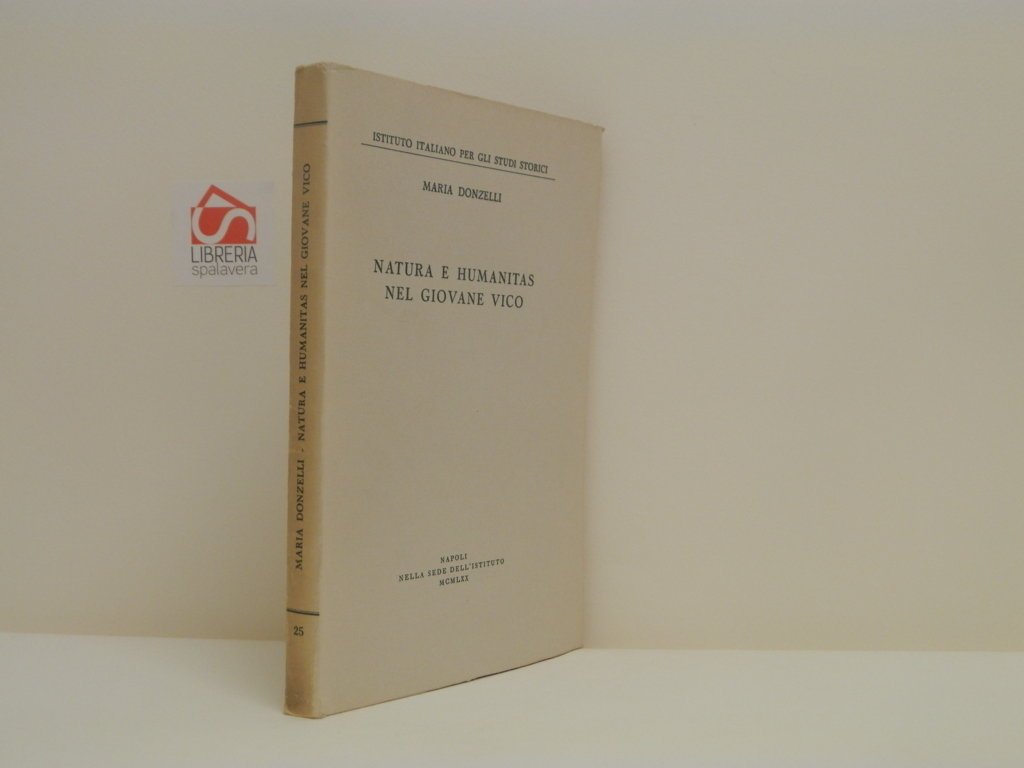 ISTITUTO ITALIANO PER GLI STUDI STORICI
MARIA DONZELLI
NATURA E HUMANITAS
NEL GIOVANE VICO
NAPOLI
NELLA SEDE DELL'ISTITUTO
MCMLXX
MARIA DONZELLI - NATURA E HUMANITAS NEL GIOVANE VICO
25
LIBRERIA
spalavera